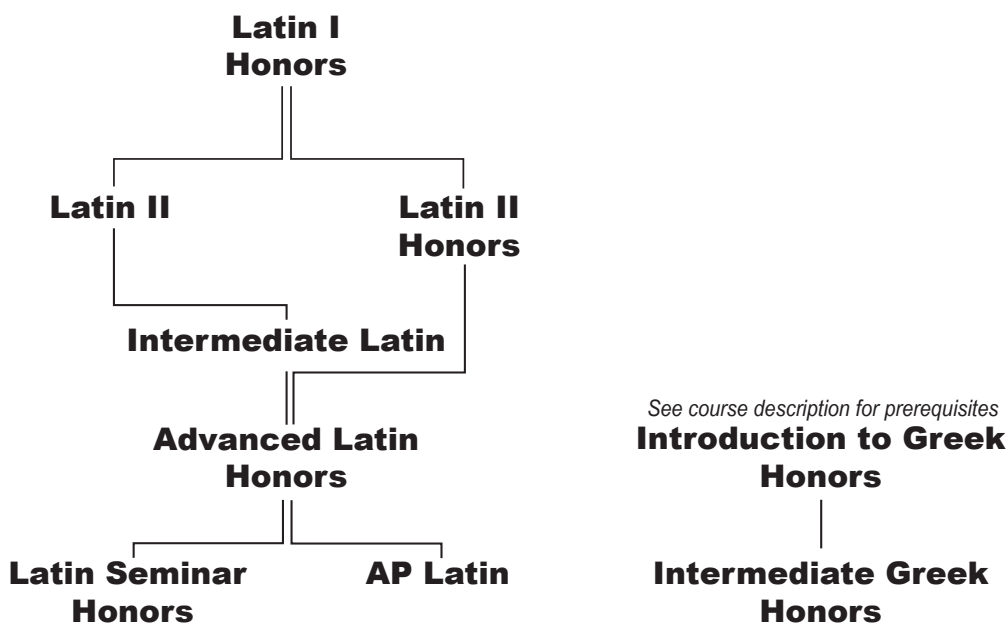 Latin I
Honors
Latin II
Latin II
Honors
Intermediate Latin
Advanced Latin
Honors
Latin Seminar
Honors
AP Latin
See course description for prerequisites
Introduction to Greek
Honors
Intermediate Greek
Honors